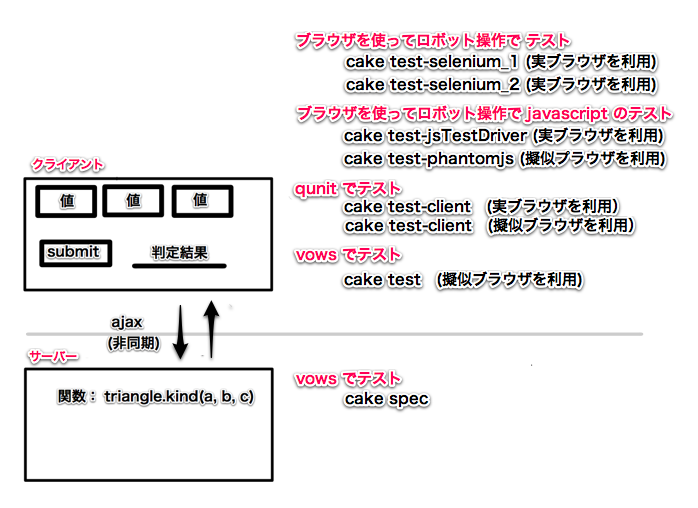 ブラウザを使ってロボット操作で テスト
cake test-selenium_1 (実ブラウザを利用)
cake test-selenium_2 (実ブラウザを利用)
ブラウザを使ってロボット操作で javascript のテスト
cake test-jsTestDriver (実ブラウザを利用)
cake test-phantomjs (擬似ブラウザを利用)
クライアント
値 値 値
submit 判定結果
qunit でテスト
cake test-client (実ブラウザを利用)
cake test-client (擬似ブラウザを利用)
vows でテスト
cake test (擬似ブラウザを利用)
ajax
(非同期)
サーバー
関数: triangle.kind(a, b, c)
vows でテスト
cake spec